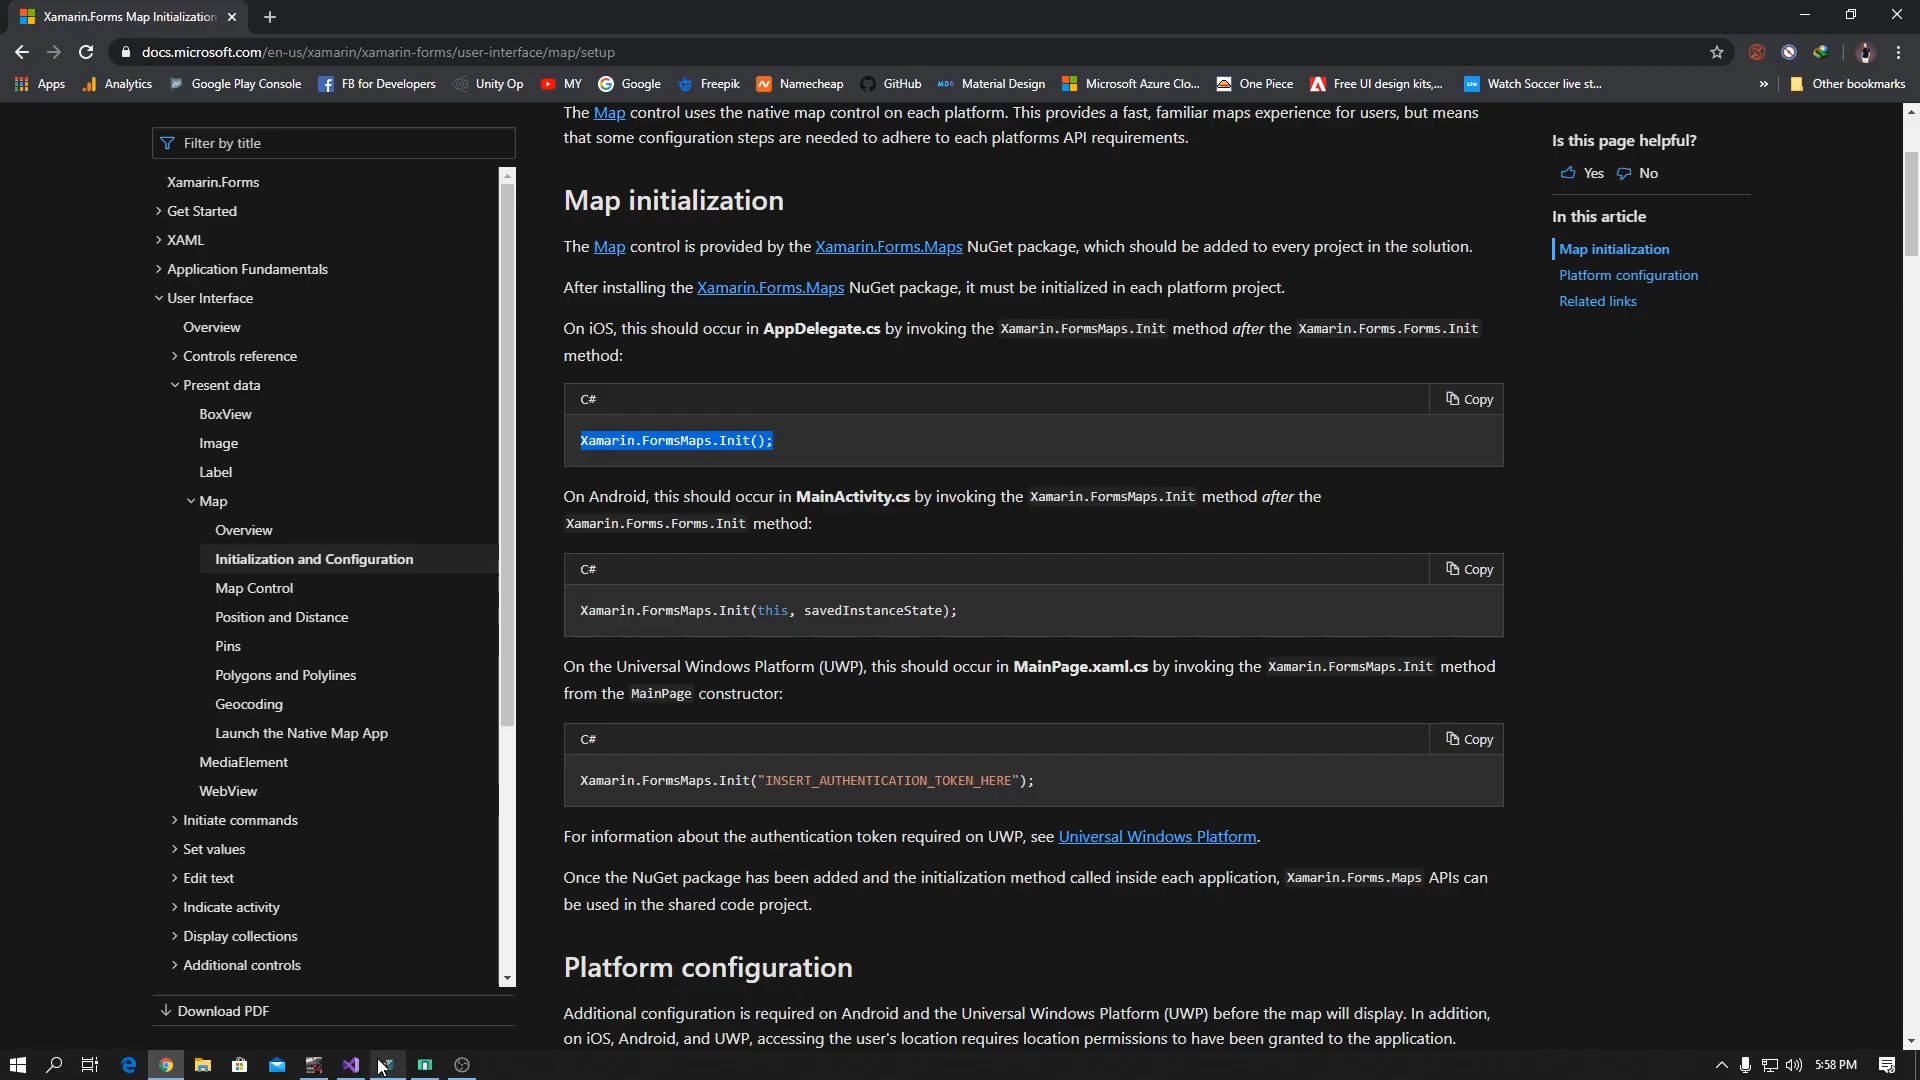 Xamarin.Forms Map Initialization
docs.microsoft.com/en-us/xamarin/xamarin-forms/user-interface/map/setup
Apps
Analytics
Google Play Console
FB for Developers
Unity Op
MY
Google
Freepik
Namecheap
GitHub
MDS
Material Design
Microsoft Azure Clo...
One Piece
Free UI design kits,...
Watch Soccer live st...
»
Other bookmarks
Filter by title
Xamarin.Forms
Get Started
XAML
Application Fundamentals
User Interface
Overview
Controls reference
Present data
BoxView
Image
Label
Map
Overview
Initialization and Configuration
Map Control
Position and Distance
Pins
Polygons and Polylines
Geocoding
Launch the Native Map App
MediaElement
WebView
Initiate commands
Set values
Edit text
Indicate activity
Display collections
Additional controls
Download PDF
The Map control uses the native map control on each platform. This provides a fast, familiar maps experience for users, but means
that some configuration steps are needed to adhere to each platforms API requirements.
Map initialization
The Map control is provided by the Xamarin.Forms.Maps NuGet package, which should be added to every project in the solution.
After installing the Xamarin.Forms.Maps NuGet package, it must be initialized in each platform project.
On iOS, this should occur in AppDelegate.cs by invoking the Xamarin.FormsMaps.Init method after the Xamarin.Forms.Forms.Init
method:
C#
Copy
Xamarin.FormsMaps.Init();
On Android, this should occur in MainActivity.cs by invoking the Xamarin.FormsMaps.Init method after the
Xamarin.Forms.Forms.Init method:
C#
Copy
Xamarin.FormsMaps.Init(this, savedInstanceState);
On the Universal Windows Platform (UWP), this should occur in MainPage.xaml.cs by invoking the Xamarin.FormsMaps.Init method
from the MainPage constructor:
C#
Copy
Xamarin.FormsMaps.Init("INSERT_AUTHENTICATION_TOKEN_HERE");
For information about the authentication token required on UWP, see Universal Windows Platform.
Once the NuGet package has been added and the initialization method called inside each application, Xamarin.Forms.Maps APIs can
be used in the shared code project.
Platform configuration
Additional configuration is required on Android and the Universal Windows Platform (UWP) before the map will display. In addition,
on iOS, Android, and UWP, accessing the user's location requires location permissions to have been granted to the application.
Is this page helpful?
Yes
No
In this article
Map initialization
Platform configuration
Related links
5:58 PM